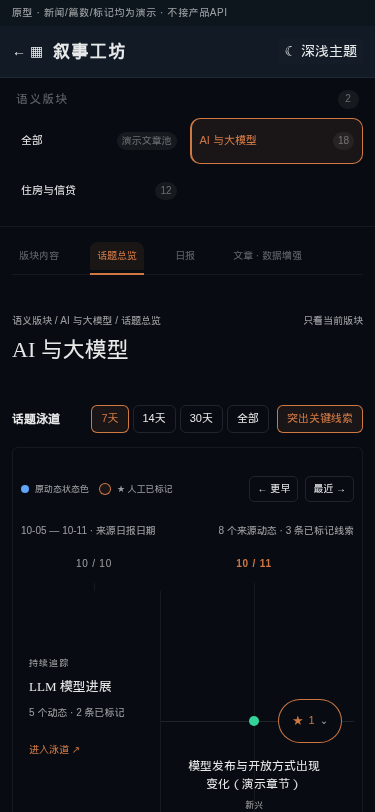 原型 · 新闻/篇数/标记均为演示 · 不接产品API
← ▦ 叙事工坊 ☾ 深浅主题
语义版块 2
全部 演示文章池 AI 与大模型 18
住房与信贷 12
版块内容 话题总览 日报 文章 · 数据增强
语义版块 / AI 与大模型 / 话题总览 只看当前版块
AI 与大模型
话题泳道 7天 14天 30天 全部 突出关键线索
原动态状态色 ★ 人工已标记 ← 更早 最近 →
10-05 — 10-11 · 来源日报日期 8 个来源动态 · 3 条已标记线索
10 / 10 10 / 11
持续追踪
LLM 模型进展
5 个动态 · 2 条已标记
★ 1 ⌄
进入泳道 ↗
模型发布与开放方式出现
变化 ( 演示章节 )
新兴